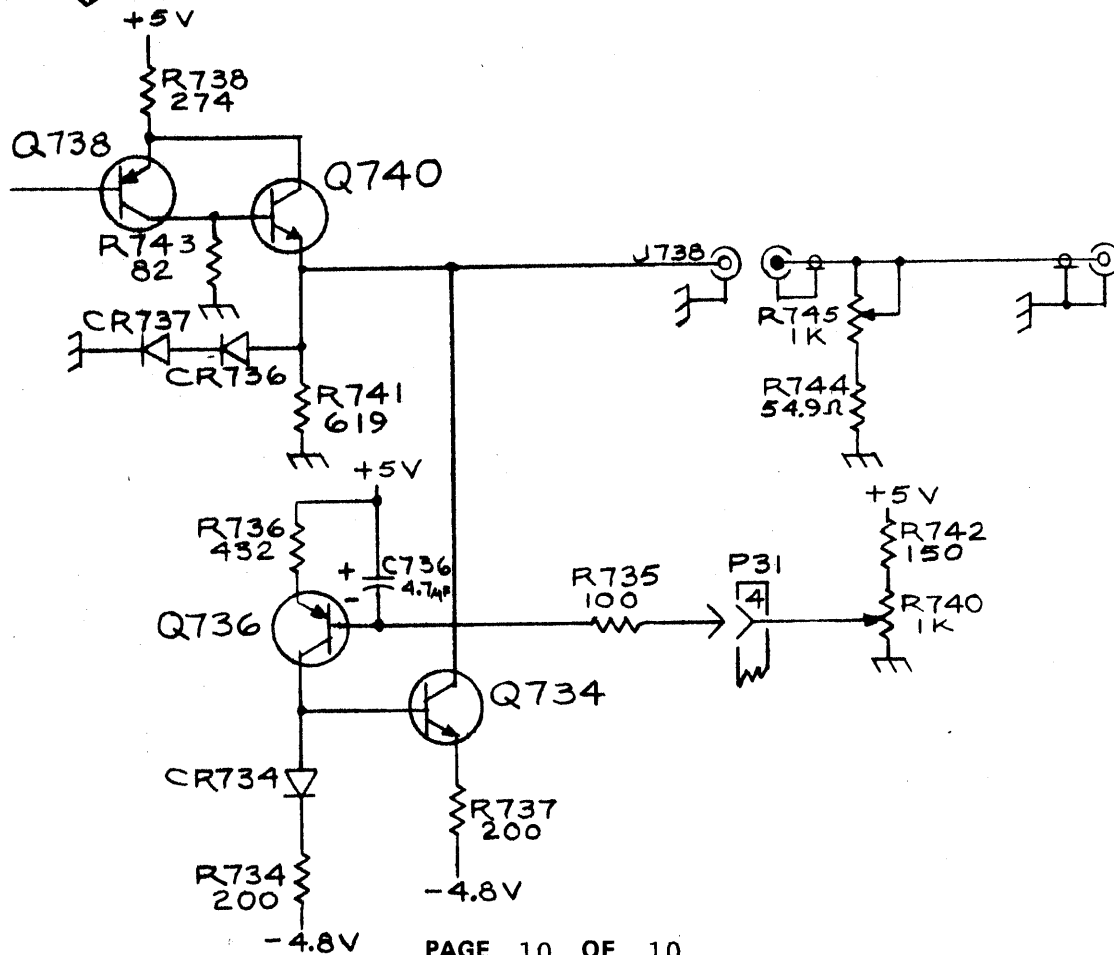 +5V
R738
274
Q738
Q740
R743
82
J738
CR737
CR736
R745
1K
R741
619
R744
54.9Ω
+5V
+5V
R736
432
+
C736
4.7μF
-
R742
150
R735
100
P31
4
R740
1K
Q736
Q734
CR734
R737
200
R734
200
-4.8V
-4.8V
PAGE 10 OF 10